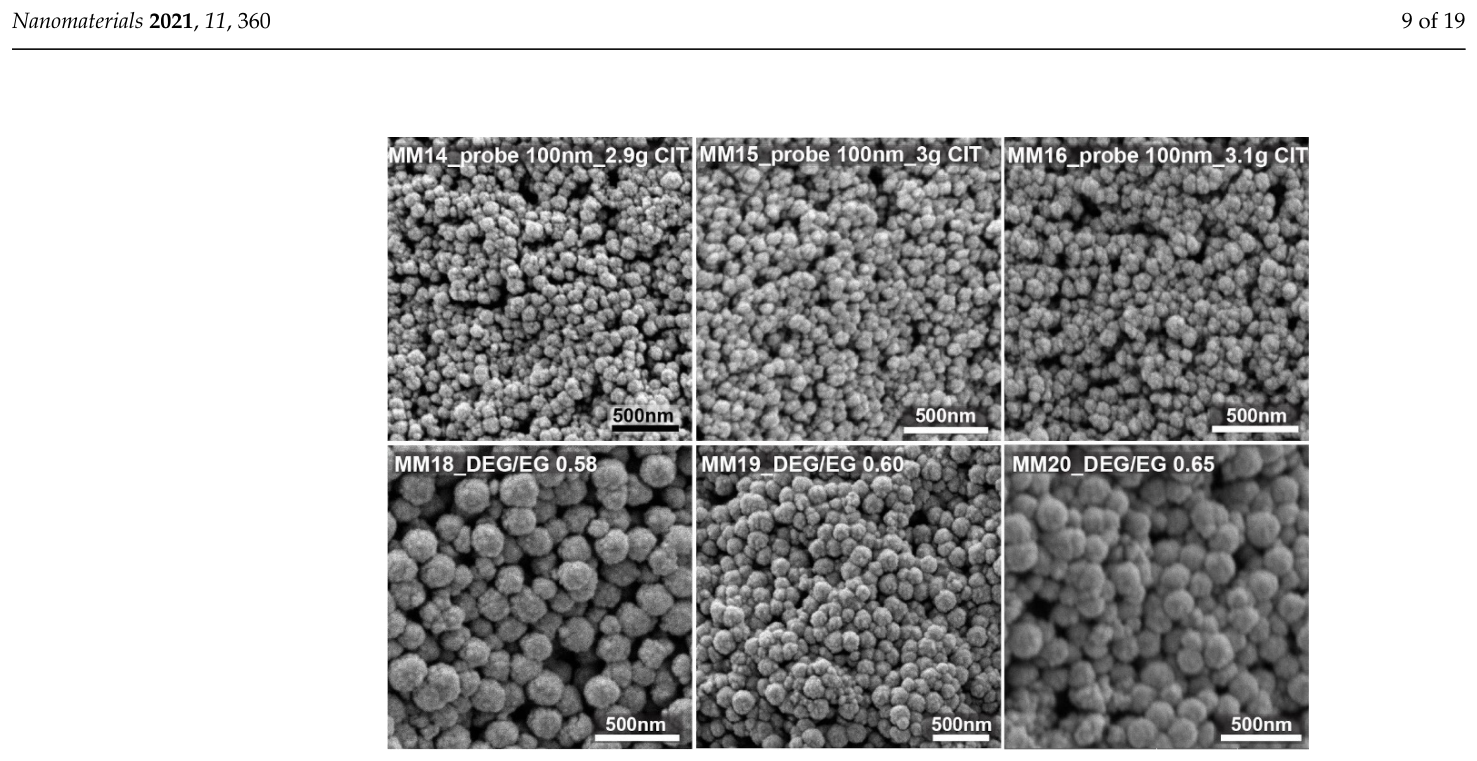 Nanomaterials 2021, 11, 360
9 of 19
MM14_probe 100nm_2.9g CIT
MM15_probe 100nm_3g CIT
MM16_probe 100nm_3.1g CIT
500nm
500nm
500nm
MM18_DEG/EG 0.58
MM19_DEG/EG 0.60
MM20_DEG/EG 0.65
500nm
500nm
500nm